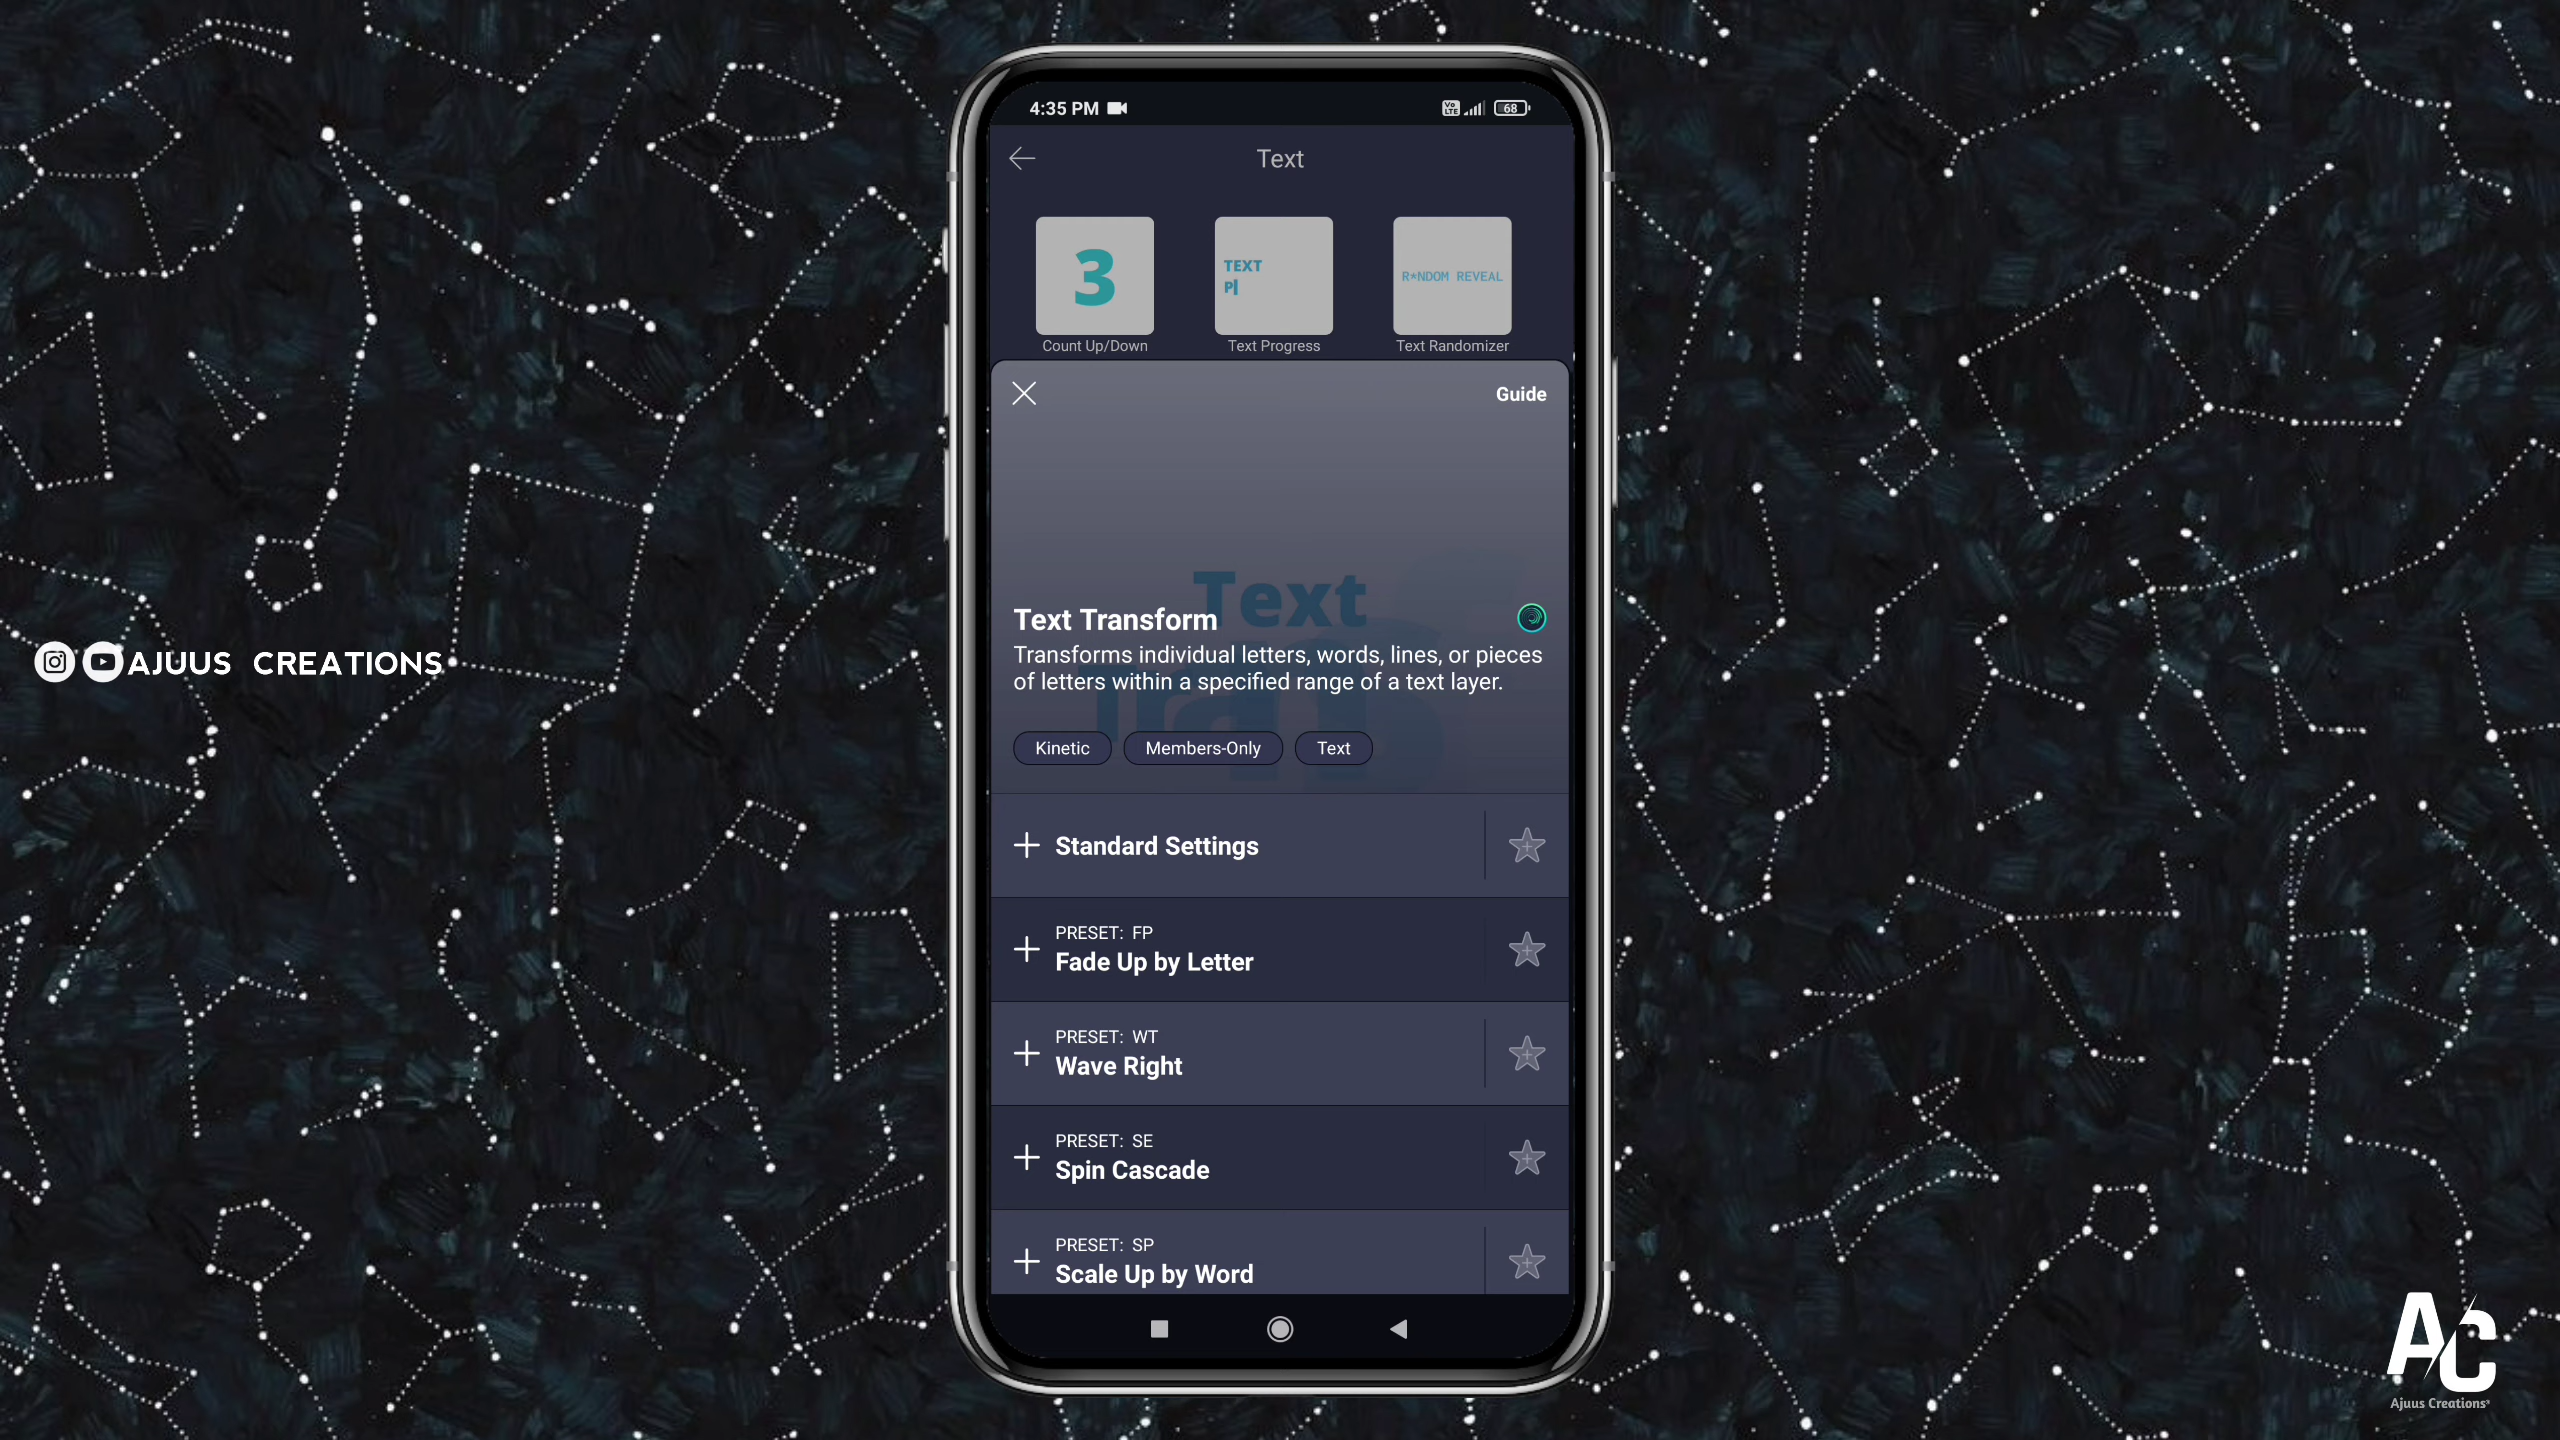 4:35 PM
Vo LTE
68
Text
3
TEXT
P
R*NDOM REVEAL
Count Up/Down
Text Progress
Text Randomizer
Guide
Text
Text Transform
Transforms individual letters, words, lines, or pieces
of letters within a specified range of a text layer.
Kinetic
Members-Only
Text
Standard Settings
PRESET: FP
Fade Up by Letter
PRESET: WT
Wave Right
PRESET: SE
Spin Cascade
PRESET: SP
Scale Up by Word
AJUUS CREATIONS
AC
Ajuus Creations